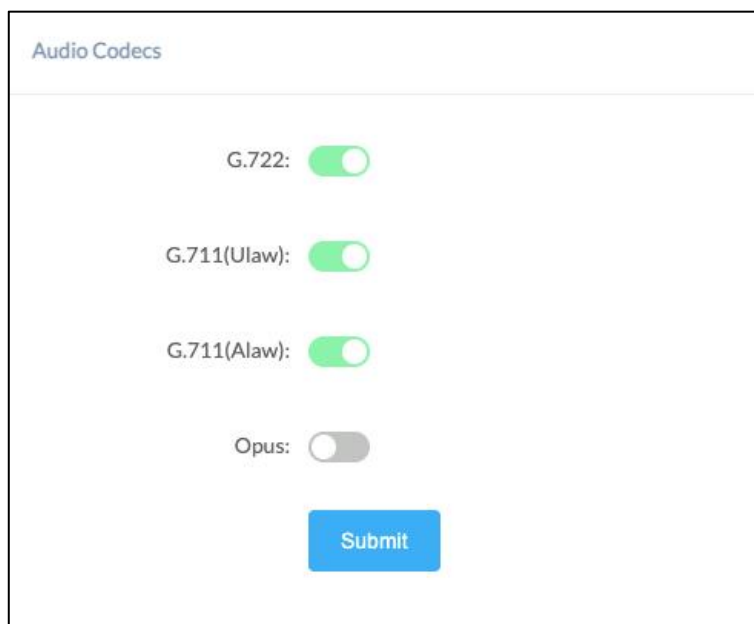 Audio Codecs
G.722:
G.711(Ulaw):
G.711(Alaw):
Opus:
Submit